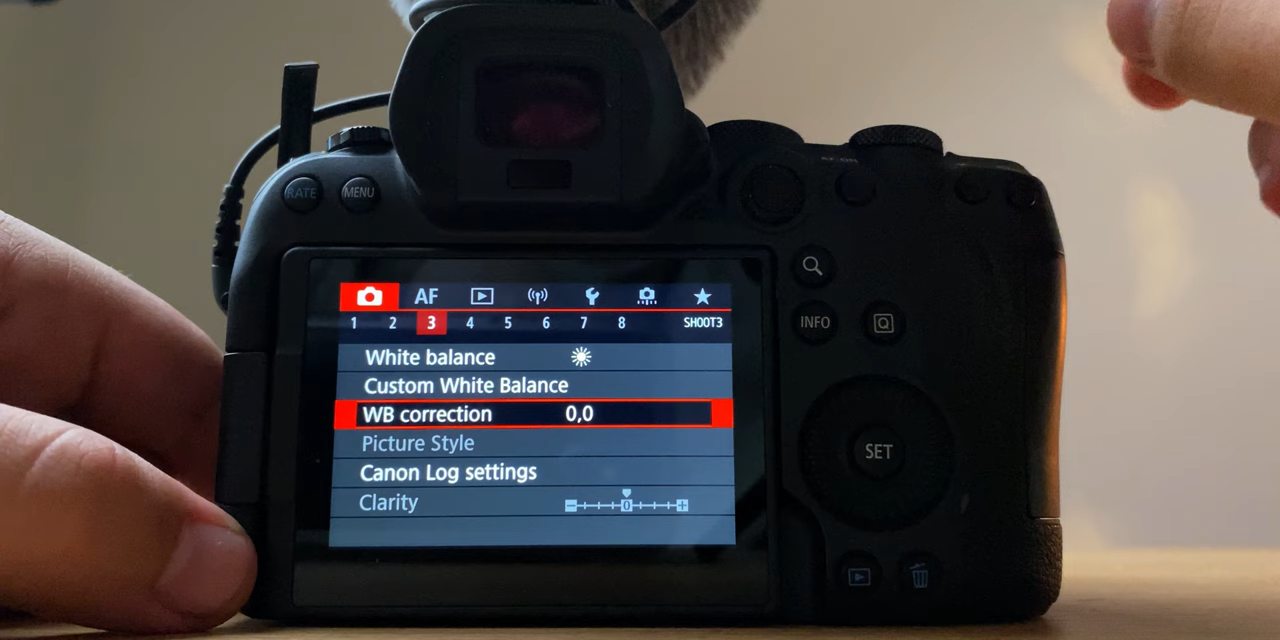 RATE MENU
AF
1 2 3 4 5 6 7 8 SHOOT3
White balance
Custom White Balance
WB correction 0,0
Picture Style
Canon Log settings
Clarity 0
INFO Q
SET